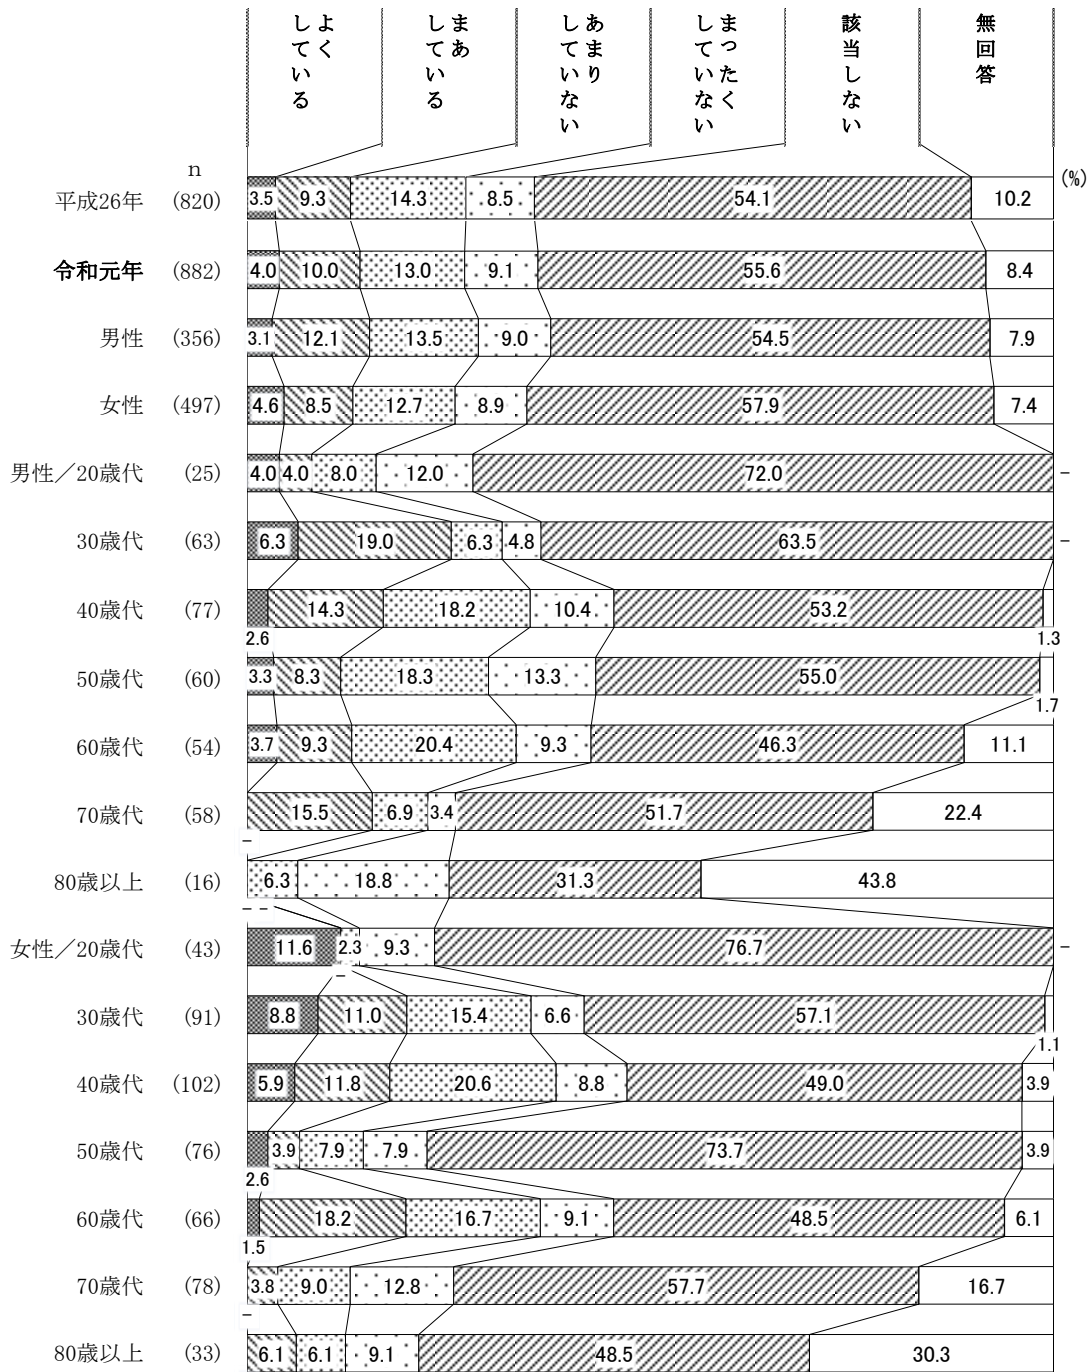 よくしている
まあしている
あまりしていない
まったくしていない
該当しない
無回答
n
(%)
平成26年 (820) 3.5 9.3 14.3 8.5 54.1 10.2
令和元年 (882) 4.0 10.0 13.0 9.1 55.6 8.4
男性 (356) 3.1 12.1 13.5 9.0 54.5 7.9
女性 (497) 4.6 8.5 12.7 8.9 57.9 7.4
男性／20歳代 (25) 4.0 4.0 8.0 12.0 72.0 -
30歳代 (63) 6.3 19.0 6.3 4.8 63.5 -
40歳代 (77) 2.6 14.3 18.2 10.4 53.2 1.3
50歳代 (60) 3.3 8.3 18.3 13.3 55.0 1.7
60歳代 (54) 3.7 9.3 20.4 9.3 46.3 11.1
70歳代 (58) - 15.5 6.9 3.4 51.7 22.4
80歳以上 (16) - - 6.3 18.8 31.3 43.8
女性／20歳代 (43) 11.6 - 2.3 9.3 76.7 -
30歳代 (91) 8.8 11.0 15.4 6.6 57.1 1.1
40歳代 (102) 5.9 11.8 20.6 8.8 49.0 3.9
50歳代 (76) 2.6 3.9 7.9 7.9 73.7 3.9
60歳代 (66) 1.5 18.2 16.7 9.1 48.5 6.1
70歳代 (78) - 3.8 9.0 12.8 57.7 16.7
80歳以上 (33) 6.1 6.1 9.1 48.5 30.3